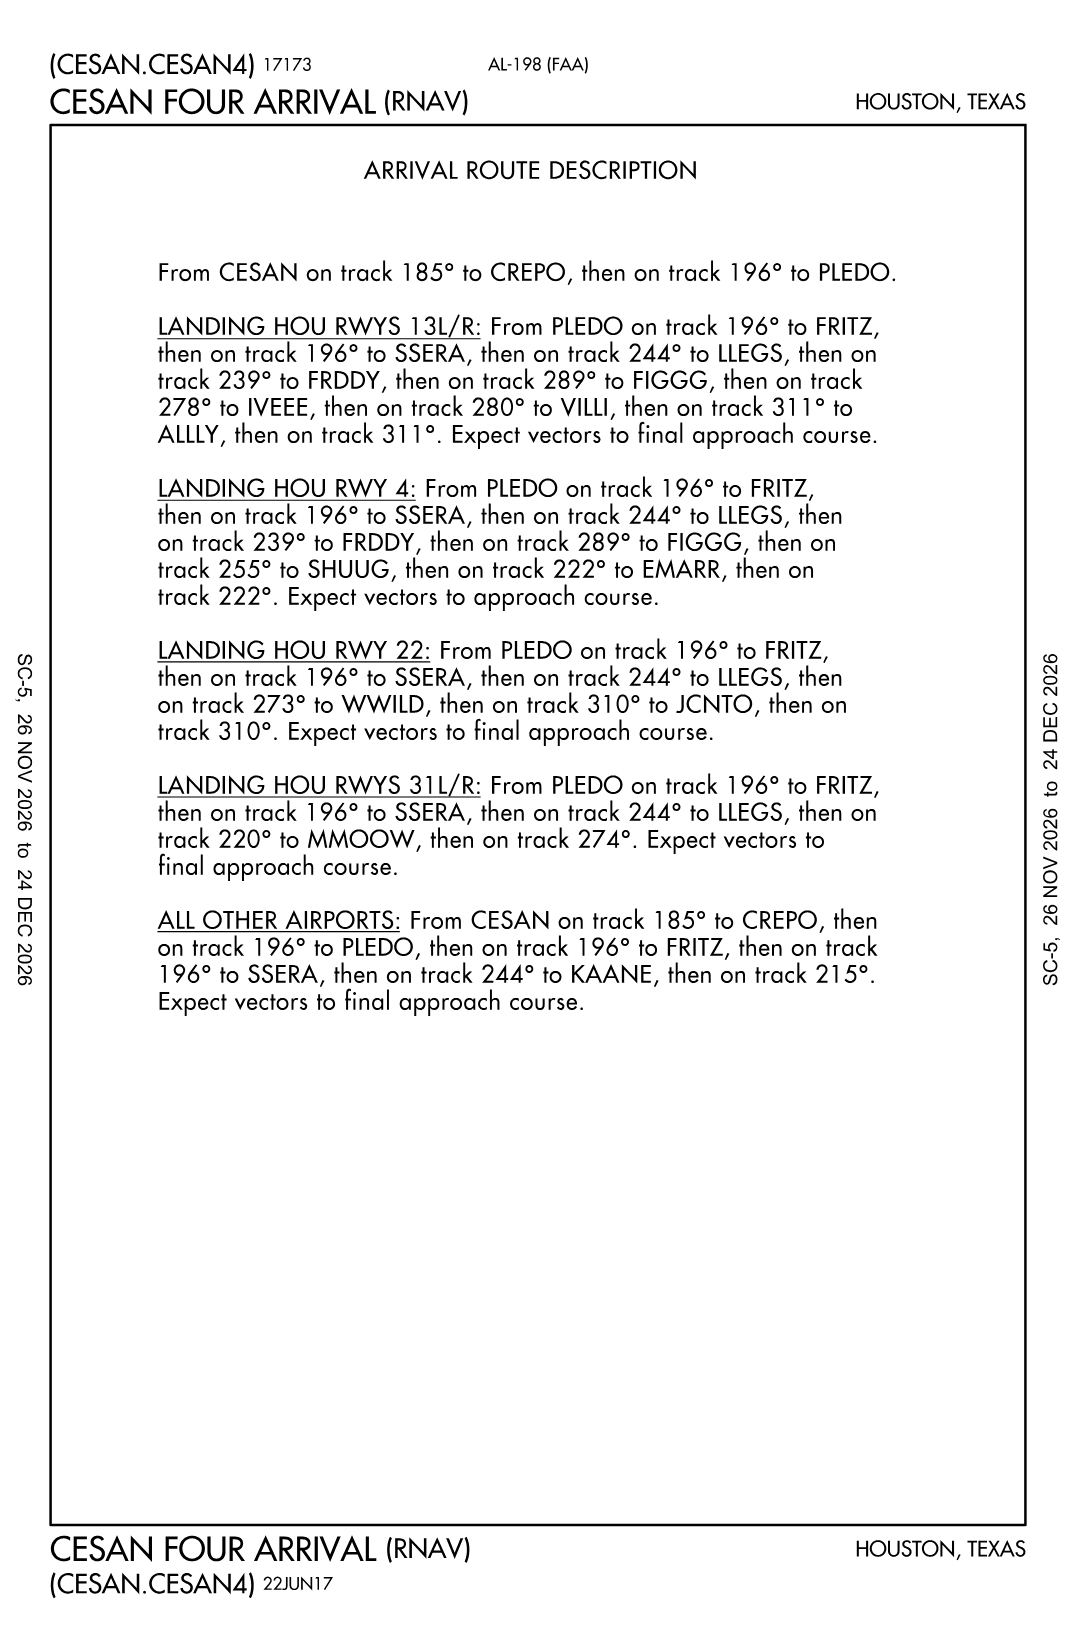 (CESAN.CESAN4) 17173 AL-198 (FAA)
CESAN FOUR ARRIVAL (RNAV) HOUSTON, TEXAS
ARRIVAL ROUTE DESCRIPTION
From CESAN on track 185° to CREPO, then on track 196° to PLEDO.
LANDING HOU RWYS 13L/R: From PLEDO on track 196° to FRITZ,
then on track 196° to SSERA, then on track 244° to LLEGS, then on
track 239° to FRDDY, then on track 289° to FIGGG, then on track
278° to IVEEE, then on track 280° to VILLI, then on track 311° to
ALLLY, then on track 311°. Expect vectors to final approach course.
LANDING HOU RWY 4: From PLEDO on track 196° to FRITZ,
then on track 196° to SSERA, then on track 244° to LLEGS, then
on track 239° to FRDDY, then on track 289° to FIGGG, then on
track 255° to SHUUG, then on track 222° to EMARR, then on
track 222°. Expect vectors to approach course.
LANDING HOU RWY 22: From PLEDO on track 196° to FRITZ,
then on track 196° to SSERA, then on track 244° to LLEGS, then
on track 273° to WWILD, then on track 310° to JCNTO, then on
track 310°. Expect vectors to final approach course.
LANDING HOU RWYS 31L/R: From PLEDO on track 196° to FRITZ,
then on track 196° to SSERA, then on track 244° to LLEGS, then on
track 220° to MMOOW, then on track 274°. Expect vectors to
final approach course.
ALL OTHER AIRPORTS: From CESAN on track 185° to CREPO, then
on track 196° to PLEDO, then on track 196° to FRITZ, then on track
196° to SSERA, then on track 244° to KAANE, then on track 215°.
Expect vectors to final approach course.
SC-5, 26 NOV 2026 to 24 DEC 2026
SC-5, 26 NOV 2026 to 24 DEC 2026
CESAN FOUR ARRIVAL (RNAV) HOUSTON, TEXAS
(CESAN.CESAN4) 22JUN17